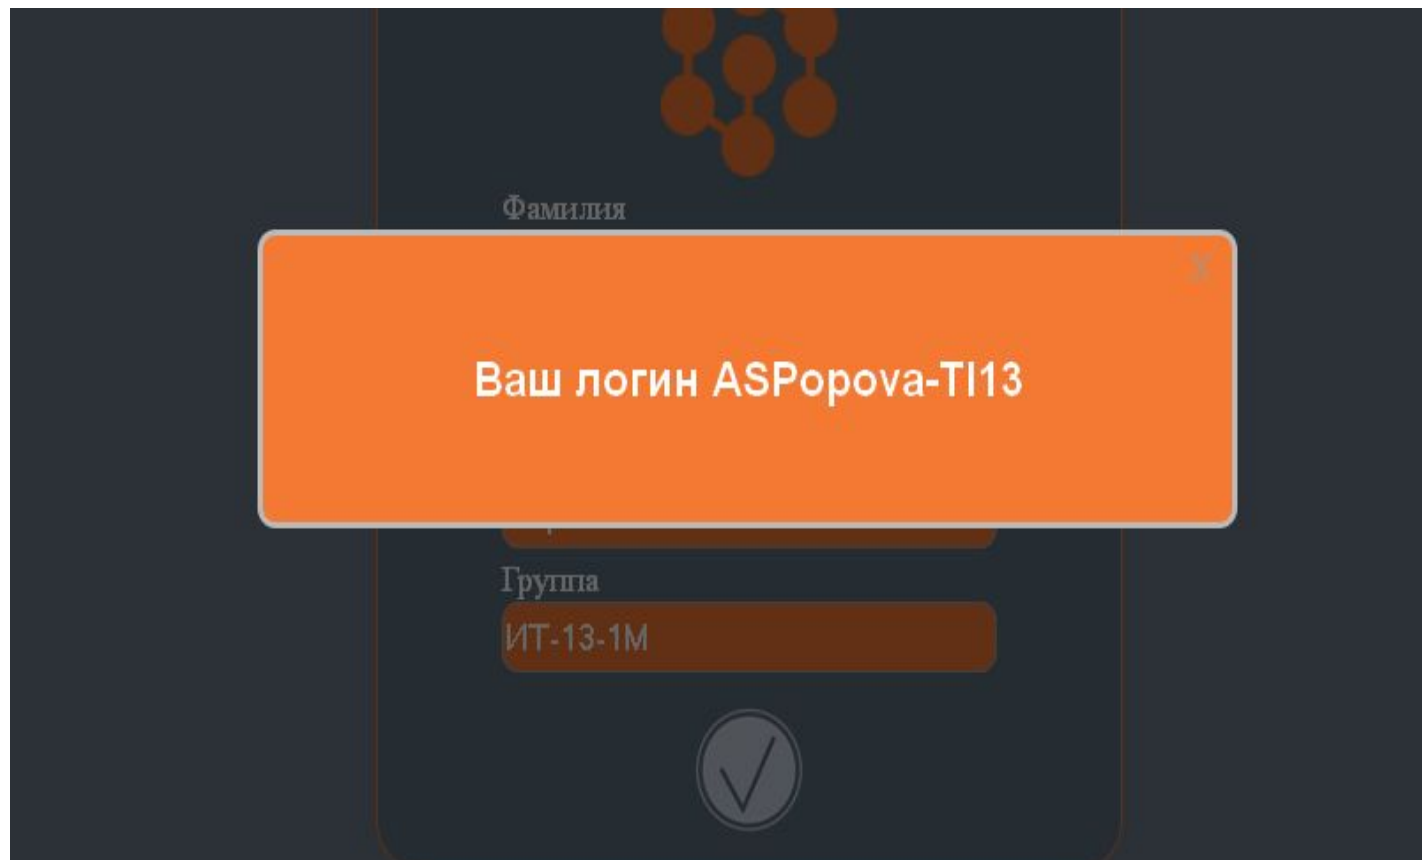 Фамилия
X
Ваш логин ASPopova-TI13
Группа
ИТ-13-1М